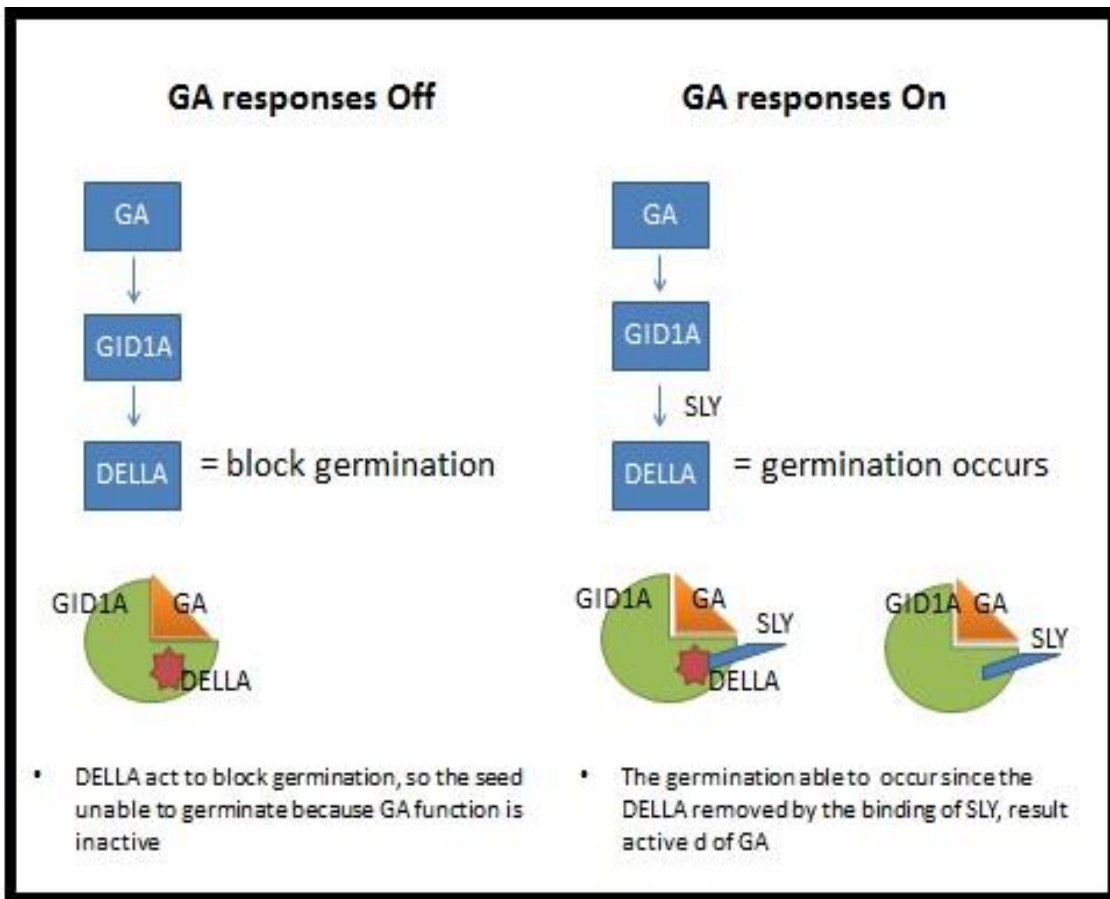 GA responses Off
GA
GID1A
DELLA
= block germination
GID1A
GA
DELLA
• DELLA act to block germination, so the seed
unable to germinate because GA function is
inactive
GA responses On
GA
GID1A
SLY
DELLA
= germination occurs
GID1A
GA
SLY
DELLA
GID1A
GA
SLY
• The germination able to occur since the
DELLA removed by the binding of SLY, result
active d of GA